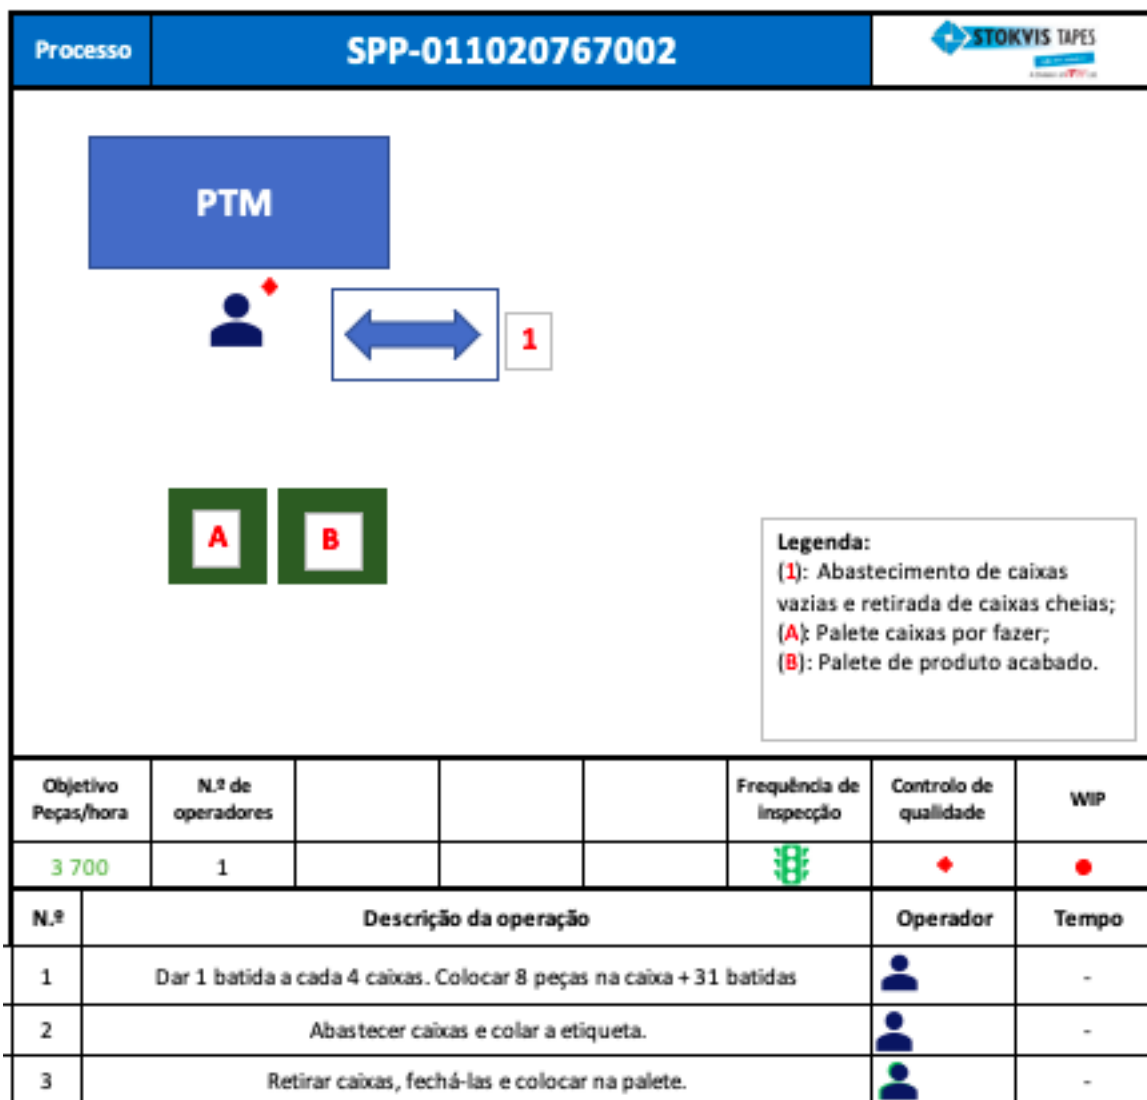 Processo
SPP-011020767002
STOKVIS TAPES
PTM
1
A
B
Legenda:
(1): Abastecimento de caixas
vazias e retirada de caixas cheias;
(A): Palete caixas por fazer;
(B): Palete de produto acabado.
Objetivo
Peças/hora
N.º de
operadores
Frequência de
inspecção
Controlo de
qualidade
WIP
3 700
1
N.º
Descrição da operação
Operador
Tempo
1
Dar 1 batida a cada 4 caixas. Colocar 8 peças na caixa + 31 batidas
-
2
Abastecer caixas e colar a etiqueta.
-
3
Retirar caixas, fechá-las e colocar na palete.
-